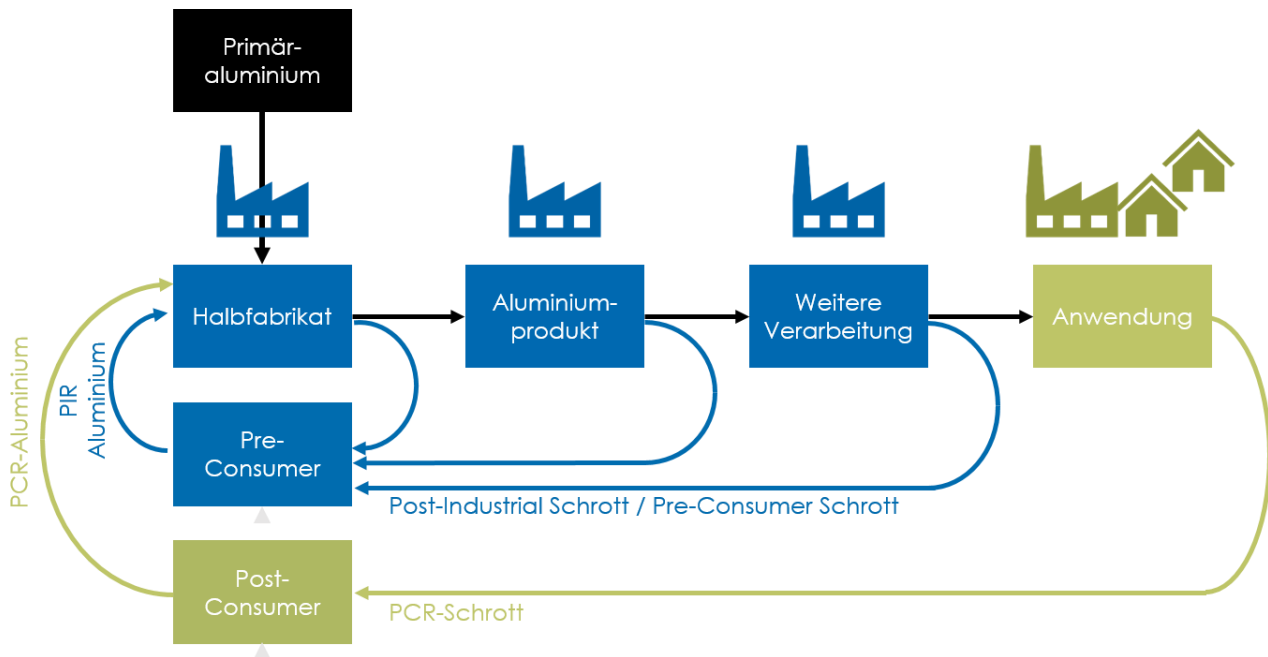 Primär-
aluminium
Halbfabrikat
Aluminium-
produkt
Weitere
Verarbeitung
Anwendung
PCR-Aluminium
PIR
Aluminium
Pre-
Consumer
Post-Industrial Schrott / Pre-Consumer Schrott
Post-
Consumer
PCR-Schrott